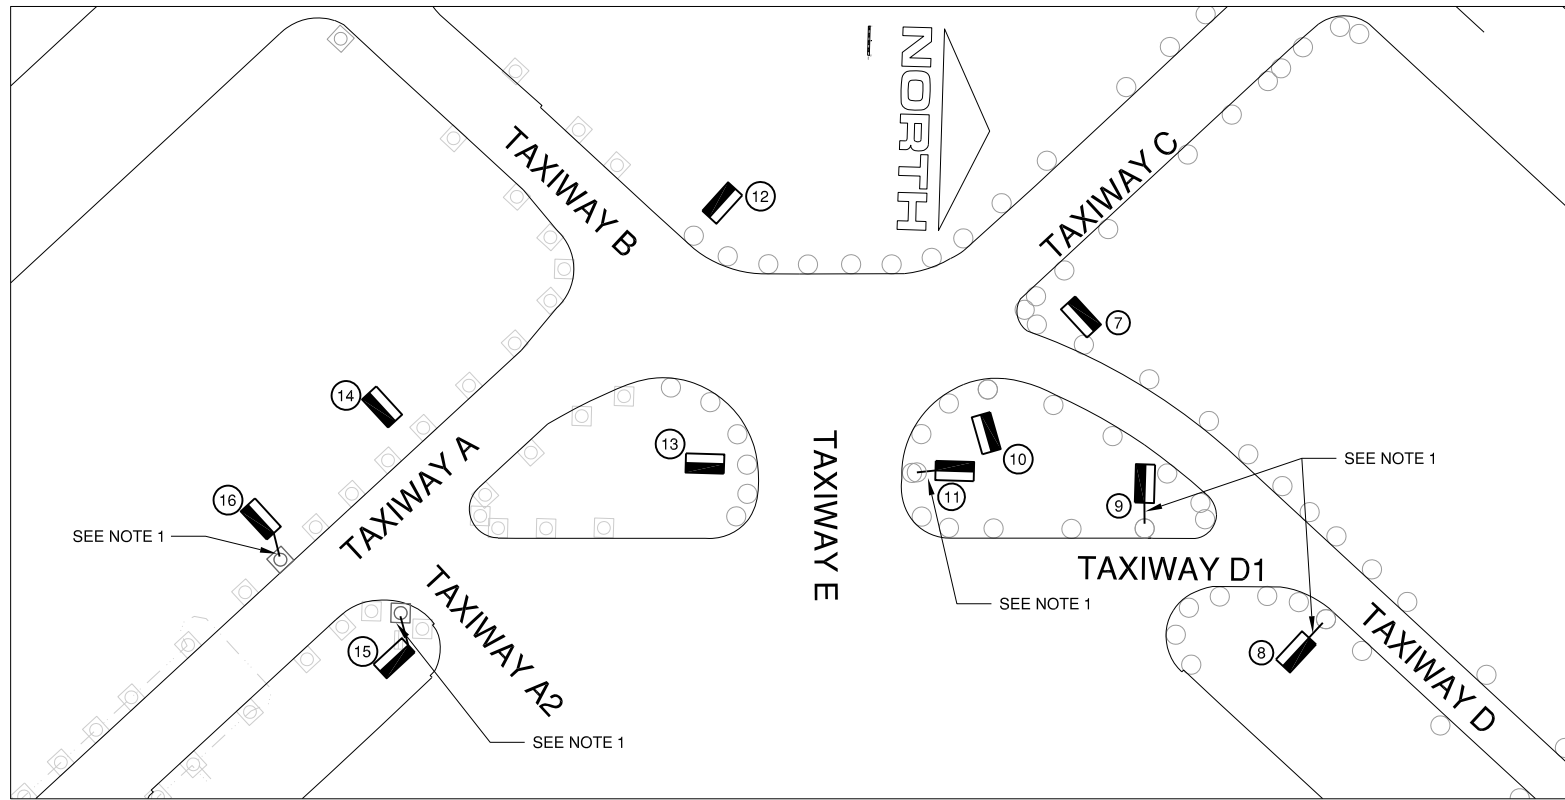 NORTH
TAXIWAY B
12
TAXIWAY C
7
14
13
10
SEE NOTE 1
16
TAXIWAY A
TAXIWAY E
11
9
SEE NOTE 1
TAXIWAY D1
SEE NOTE 1
TAXIWAY A2
15
8
TAXIWAY D
SEE NOTE 1